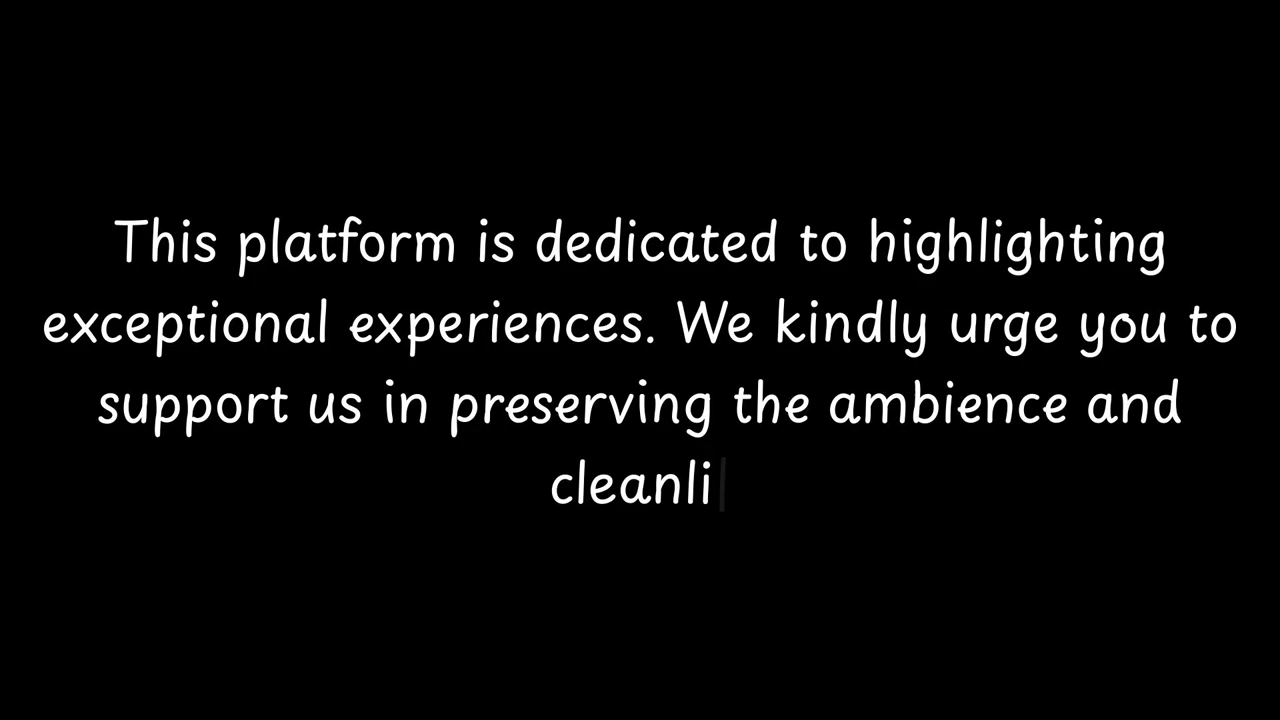 This platform is dedicated to highlighting
exceptional experiences. We kindly urge you to
support us in preserving the ambience and
cleanli